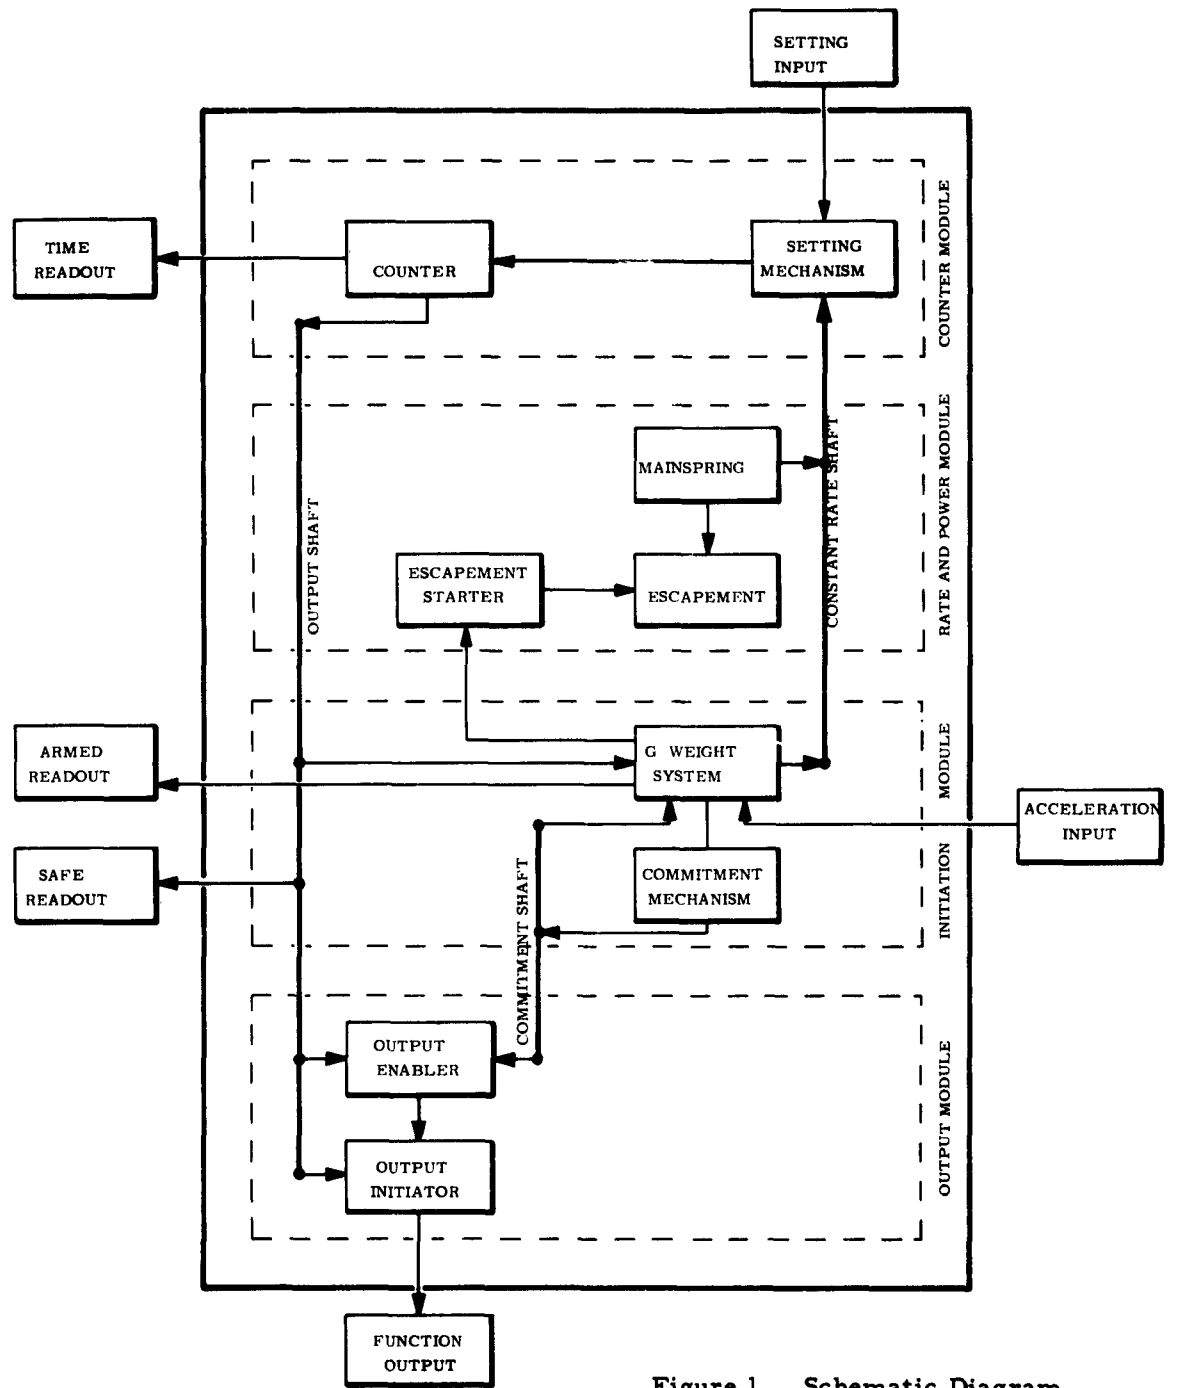 SETTING
INPUT
COUNTER MODULE
TIME
READOUT
COUNTER
SETTING
MECHANISM
RATE AND POWER MODULE
MAINSPRING
CONSTANT RATE SHAFT
OUTPUT SHAFT
ESCAPEMENT
STARTER
ESCAPEMENT
INITIATION MODULE
ARMED
READOUT
G WEIGHT
SYSTEM
ACCELERATION
INPUT
SAFE
READOUT
COMMITMENT
MECHANISM
COMMITMENT SHAFT
OUTPUT MODULE
OUTPUT
ENABLER
OUTPUT
INITIATOR
FUNCTION
OUTPUT
Figure 1 Schematic Diagram